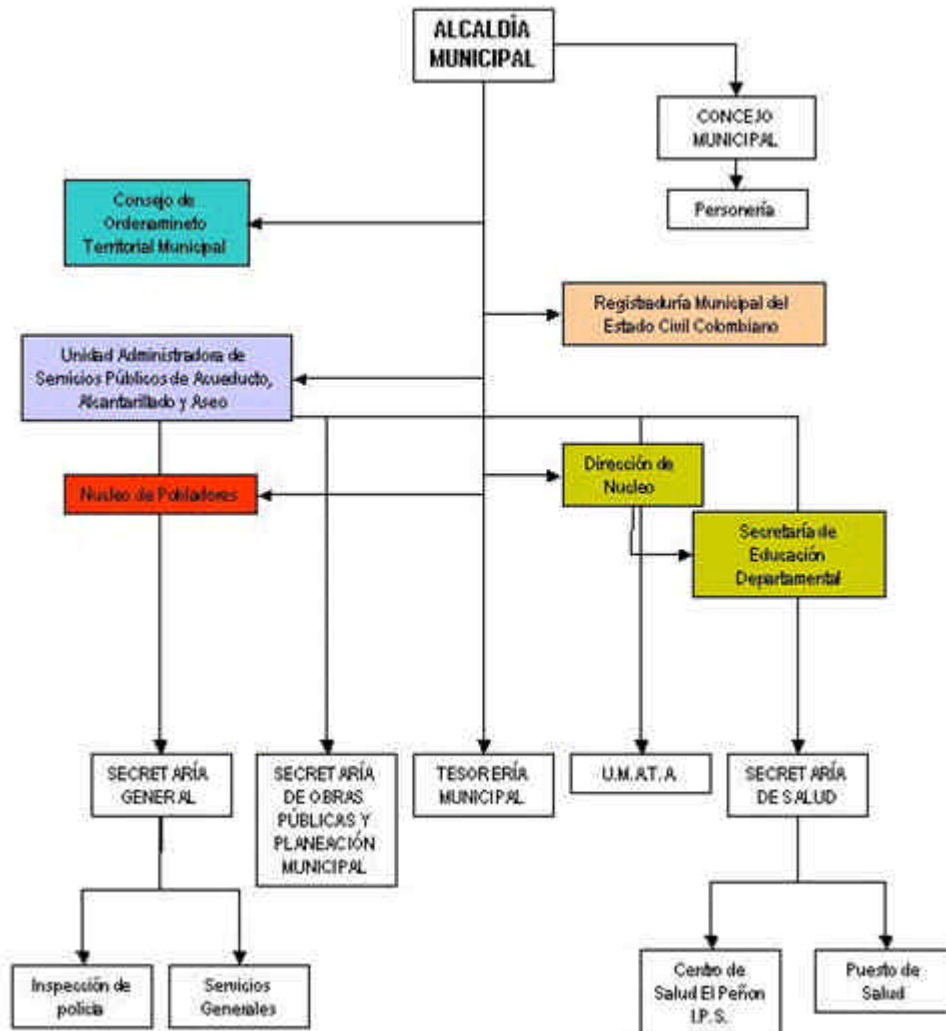 ALCALDÍA
MUNICIPAL
CONCEJO
MUNICIPAL
Personería
Consejo de
Ordenamineto
Territorial Municipal
Registraduría Municipal del
Estado Civil Colombiano
Unidad Administradora de
Servicios Públicos de Acueducto,
Alcantarillado y Aseo
Dirección de
Nucleo
Nucleo de Pobladores
Secretaría de
Educación
Departamental
SECRETARÍA
GENERAL
SECRETARÍA
DE OBRAS
PÚBLICAS Y
PLANEACIÓN
MUNICIPAL
TESORERÍA
MUNICIPAL
U.M.A.T.A
SECRETARÍA
DE SALUD
Inspección de
policia
Servicios
Generales
Centro de
Salud El Peñon
I.P.S.
Puesto de
Salud